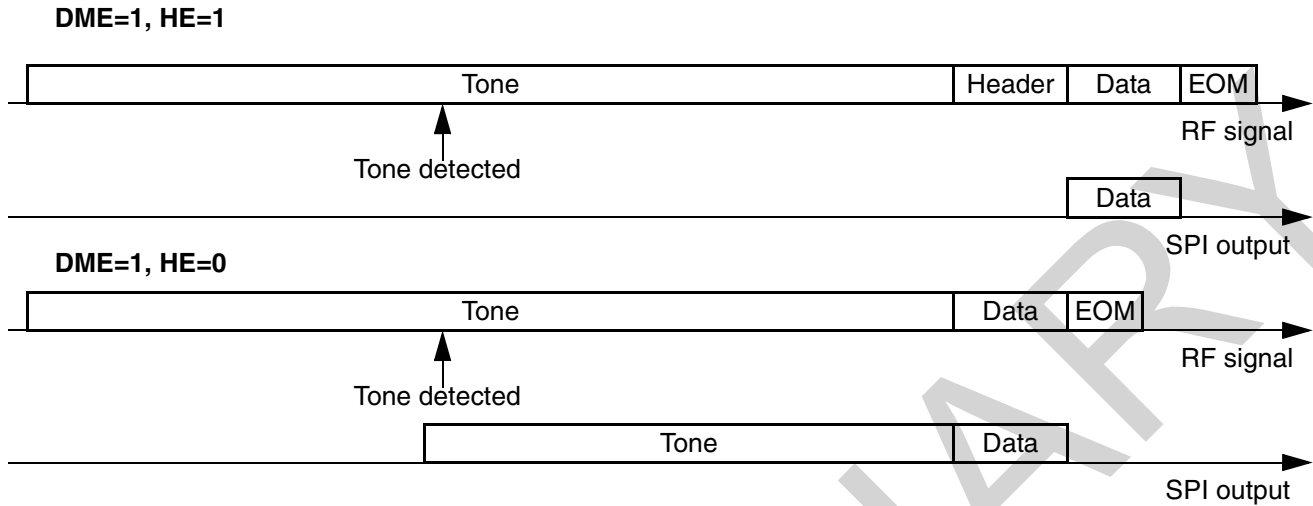 DME=1, HE=1
Tone Header Data EOM
RF signal
Tone detected
Data
SPI output
DME=1, HE=0
Tone Data EOM
RF signal
Tone detected
Tone Data
SPI output
NARY